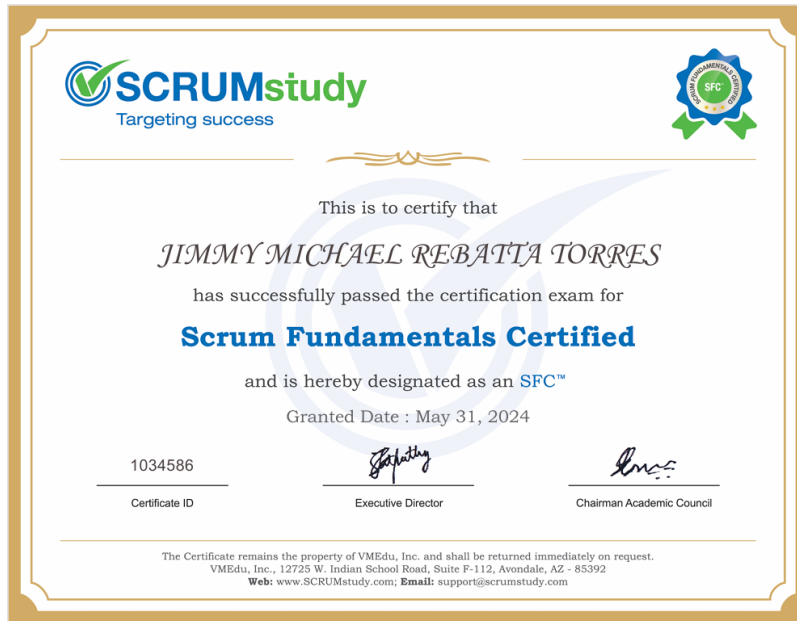 SCRUMstudy
Targeting success
SCRUM FUNDAMENTALS CERTIFIED
SFC™
This is to certify that
JIMMY MICHAEL REBATTA TORRES
has successfully passed the certification exam for
Scrum Fundamentals Certified
and is hereby designated as an SFC™
Granted Date : May 31, 2024
1034586
Certificate ID
Executive Director
Chairman Academic Council
The Certificate remains the property of VMEdu, Inc. and shall be returned immediately on request.
VMEdu, Inc., 12725 W. Indian School Road, Suite F-112, Avondale, AZ - 85392
Web: www.SCRUMstudy.com; Email: support@scrumstudy.com